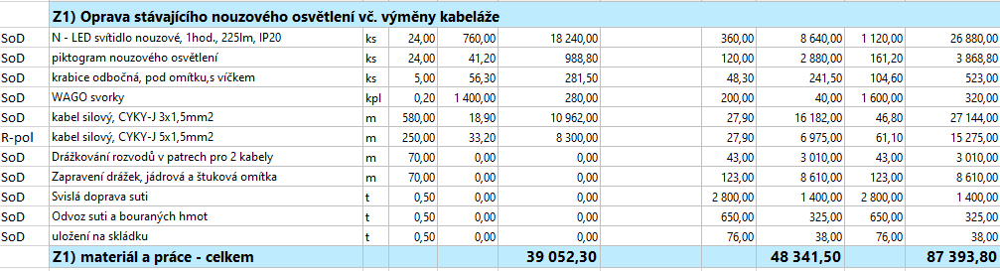 Z1) Oprava stávajícího nouzového osvětlení vč. výměny kabeláže
SoD N - LED svítidlo nouzové, 1hod., 225lm, IP20 ks 24,00 760,00 18 240,00 360,00 8 640,00 1 120,00 26 880,00
SoD piktogram nouzového osvětlení ks 24,00 41,20 988,80 120,00 2 880,00 161,20 3 868,80
SoD krabice odbočná, pod omítku,s víčkem ks 5,00 56,30 281,50 48,30 241,50 104,60 523,00
SoD WAGO svorky kpl 0,20 1 400,00 280,00 200,00 40,00 1 600,00 320,00
SoD kabel silový, CYKY-J 3x1,5mm2 m 580,00 18,90 10 962,00 27,90 16 182,00 46,80 27 144,00
R-pol kabel silový, CYKY-J 5x1,5mm2 m 250,00 33,20 8 300,00 27,90 6 975,00 61,10 15 275,00
SoD Drážkování rozvodů v patrech pro 2 kabely m 70,00 0,00 0,00 43,00 3 010,00 43,00 3 010,00
SoD Zapravení drážek, jádrová a štuková omítka m 70,00 0,00 0,00 123,00 8 610,00 123,00 8 610,00
SoD Svislá doprava suti t 0,50 0,00 0,00 2 800,00 1 400,00 2 800,00 1 400,00
SoD Odvoz suti a bouraných hmot t 0,50 0,00 0,00 650,00 325,00 650,00 325,00
SoD uložení na skládku t 0,50 0,00 0,00 76,00 38,00 76,00 38,00
Z1) materiál a práce - celkem 39 052,30 48 341,50 87 393,80